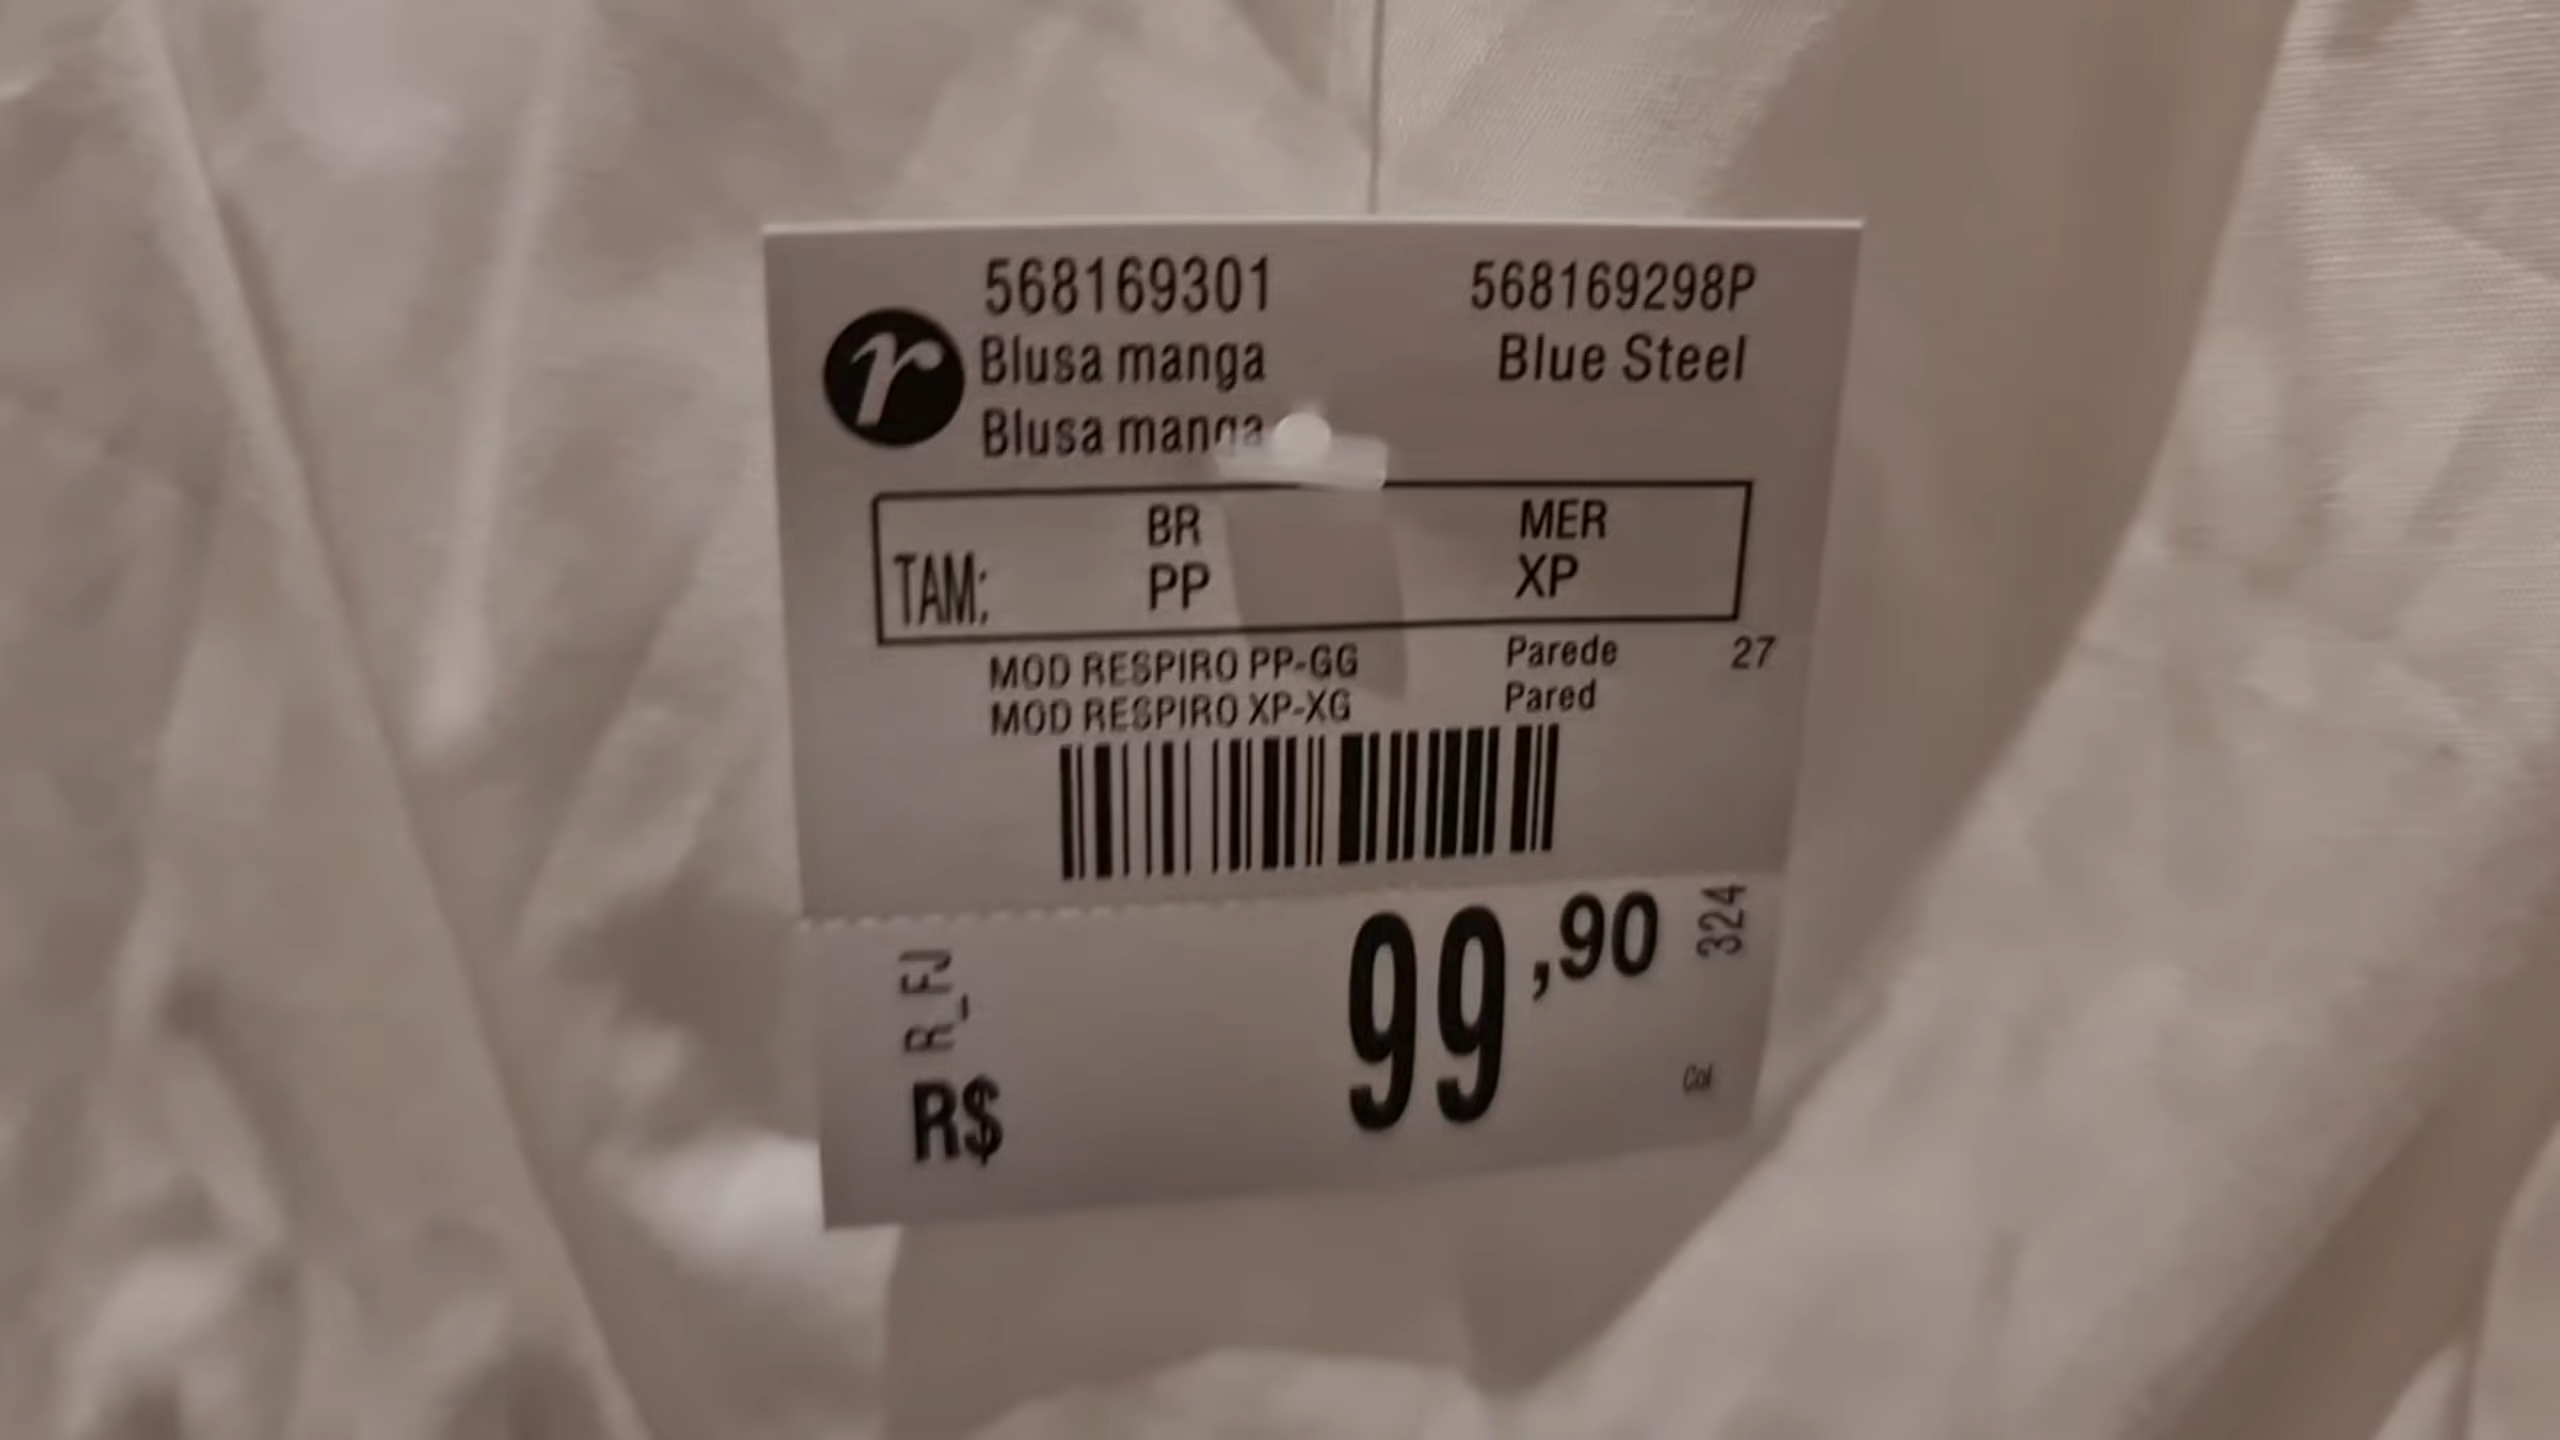 568169301 568169298P
r
Blusa manga Blue Steel
Blusa manga
BR MER
TAM: PP XP
MOD RESPIRO PP-GG Parede 27
MOD RESPIRO XP-XG Pared
R_FJ
R$ 99,90
324
Col